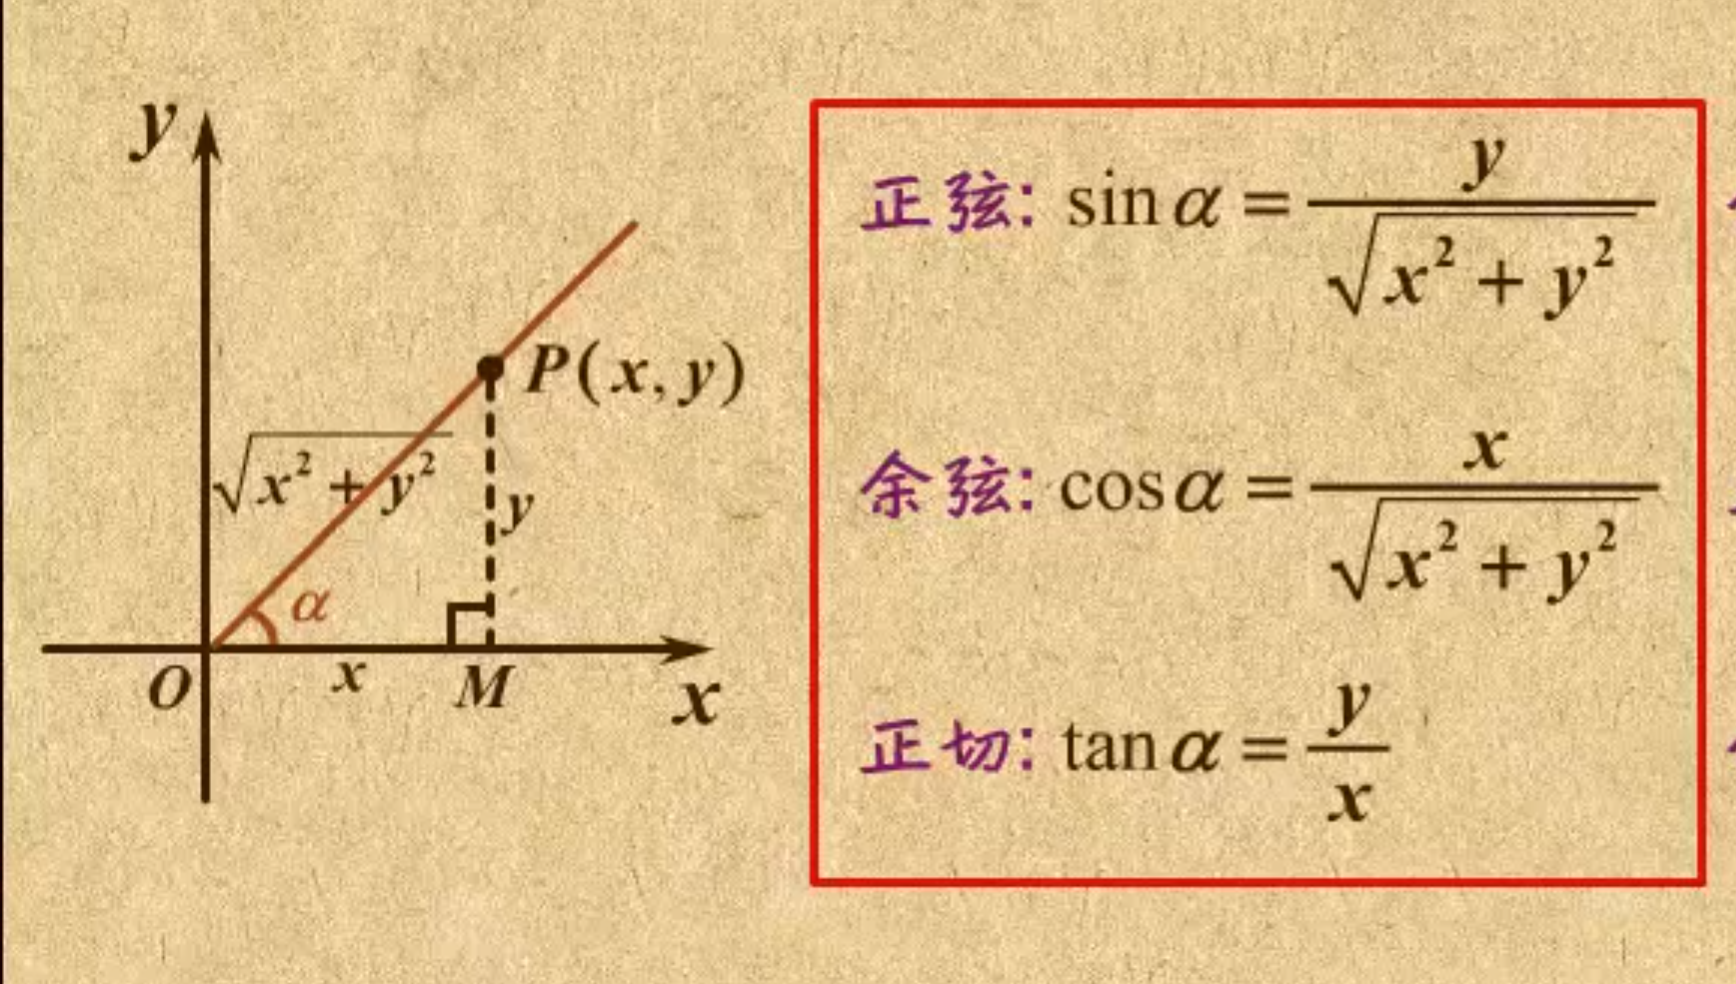 y
P(x, y)
√(x² + y²)
y
α
O
x
M
x
正弦: sin α = y/√(x² + y²)
余弦: cos α = x/√(x² + y²)
正切: tan α = y/x